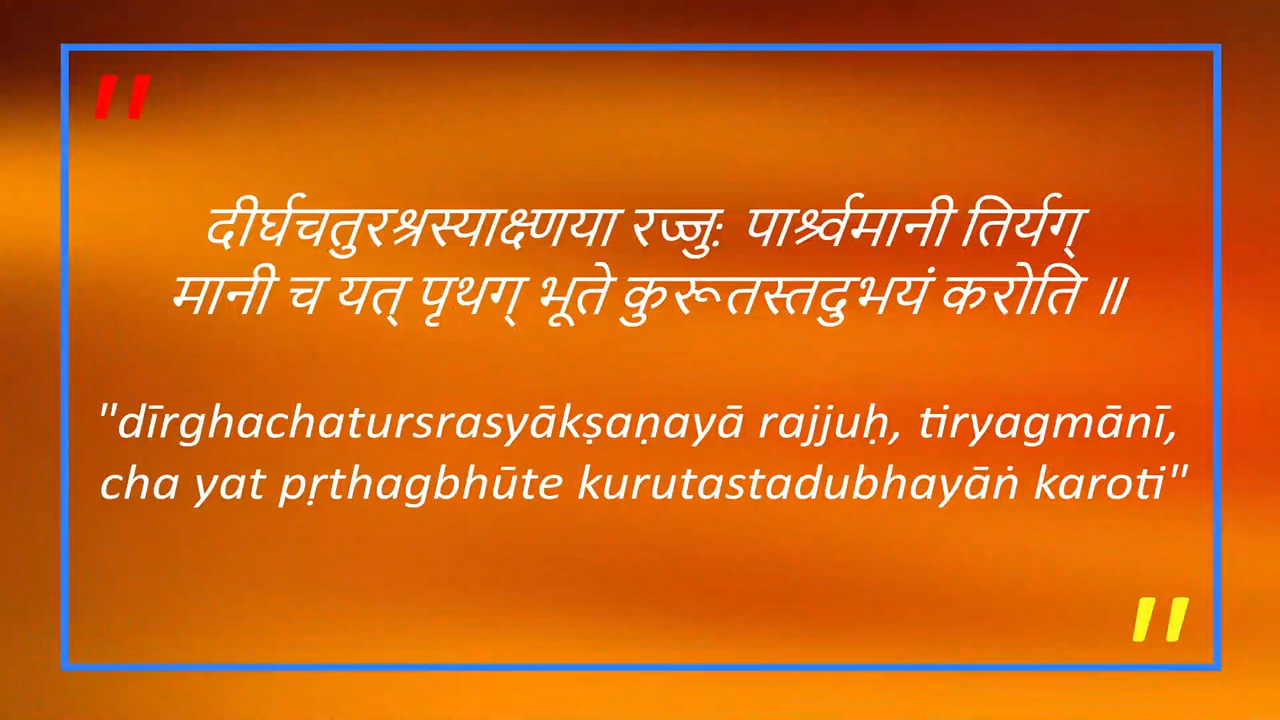 "
दीर्घचतुरश्रस्याक्ष्णया रज्जुः पार्श्र्वमानी तिर्यग्
मानी च यत् पृथग् भूते कुरूतस्तदुभयं करोति ॥
"dīrghachatursrasyākṣaṇayā rajjuḥ, tiryagmānī,
cha yat pṛthagbhūte kurutastadubhayāṅ karoti"
"